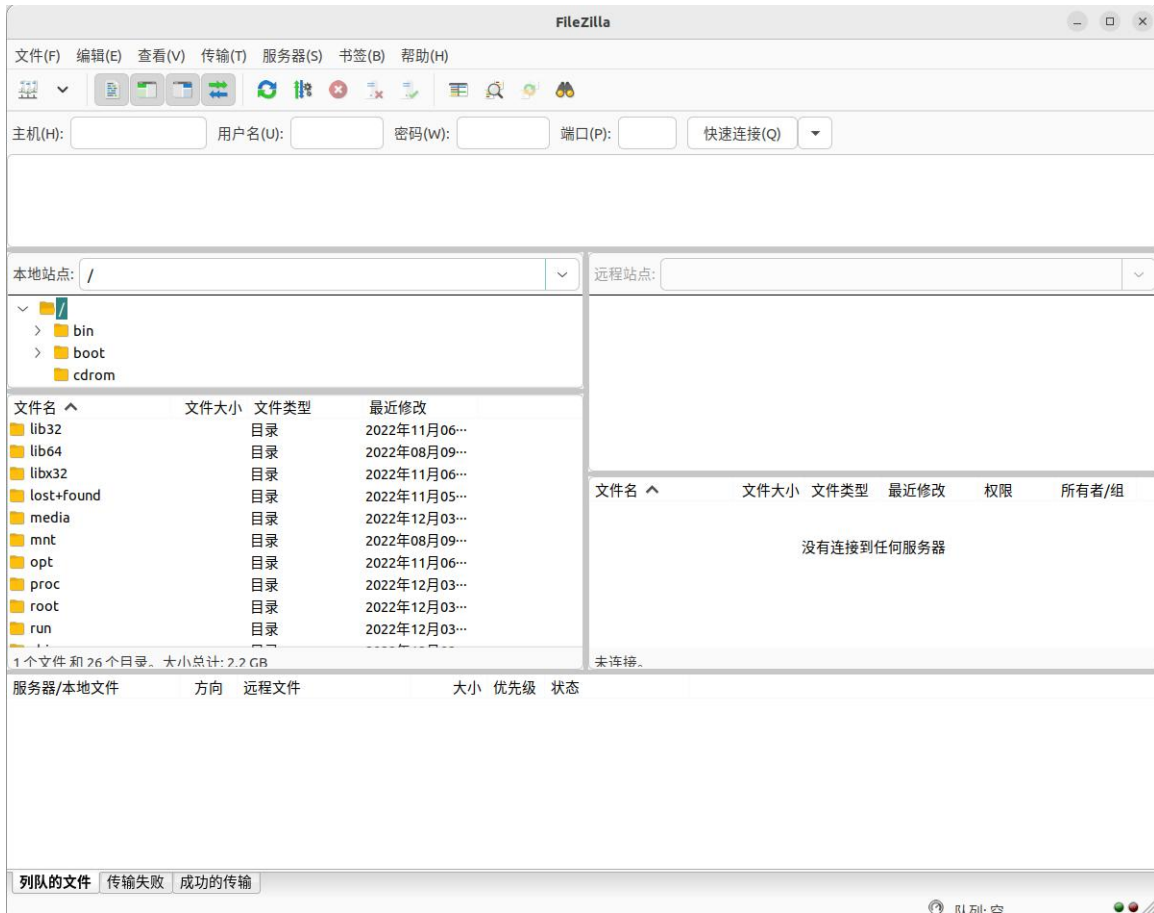 FileZilla
文件(F) 编辑(E) 查看(V) 传输(T) 服务器(S) 书签(B) 帮助(H)
主机(H): 用户名(U): 密码(W): 端口(P): 快速连接(Q)
本地站点: /
远程站点:
/
bin
boot
cdrom
文件名 文件大小 文件类型 最近修改
lib32 目录 2022年11月06…
lib64 目录 2022年08月09…
libx32 目录 2022年11月06…
lost+found 目录 2022年11月05…
media 目录 2022年12月03…
mnt 目录 2022年08月09…
opt 目录 2022年11月06…
proc 目录 2022年12月03…
root 目录 2022年12月03…
run 目录 2022年12月03…
1个文件 和 26个目录。大小总计: 2.2 GB
文件名 文件大小 文件类型 最近修改 权限 所有者/组
没有连接到任何服务器
未连接。
服务器/本地文件 方向 远程文件 大小 优先级 状态
列队的文件 传输失败 成功的传输
队列: 空